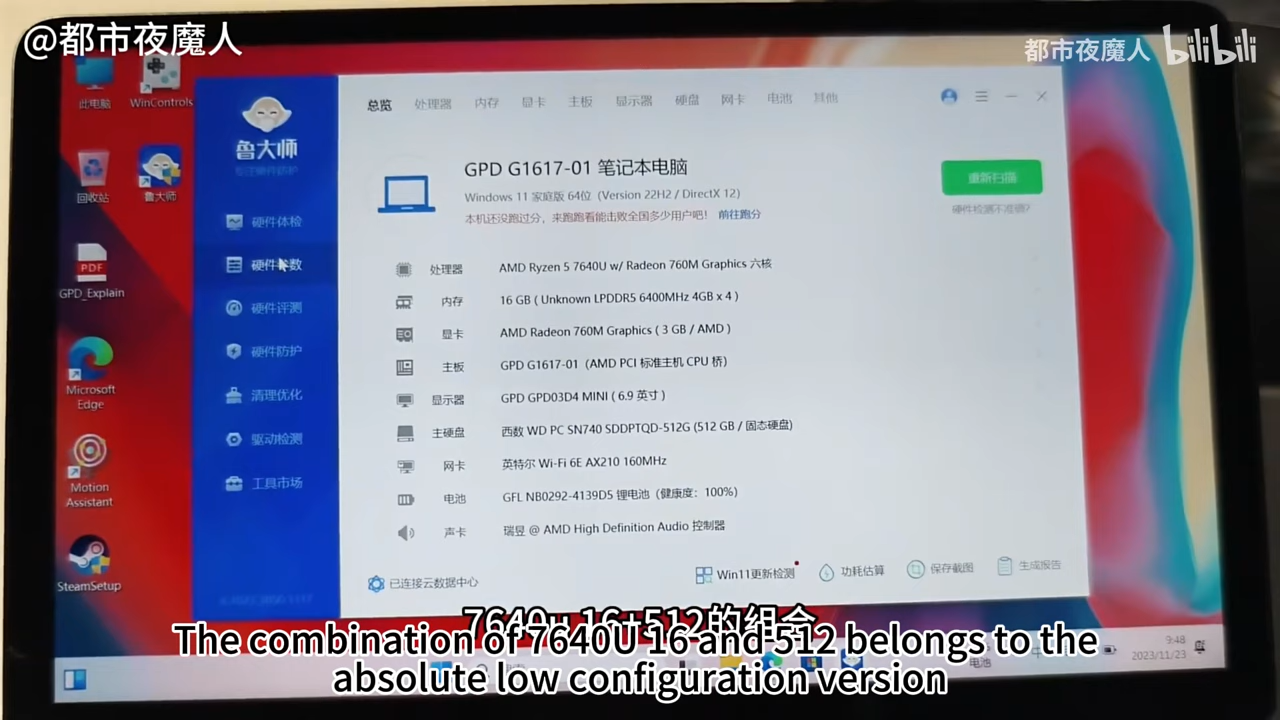 @都市夜魔人
都市夜魔人 bilibili
此电脑
WinControls
回收站
鲁大师
GPD_Explain
Microsoft
Edge
Motion
Assistant
SteamSetup
鲁大师
硬件体检
硬件参数
硬件评测
硬件防护
清理优化
驱动检测
工具市场
总览 处理器 内存 显卡 主板 显示器 硬盘 网卡 电池 其他
GPD G1617-01 笔记本电脑
Windows 11 家庭版 64位（Version 22H2 / DirectX 12）
本机还没跑过分，来跑跑看能击败全国多少用户吧！ 前往跑分
重新扫描
硬件检测不准确？
处理器 AMD Ryzen 5 7640U w/ Radeon 760M Graphics 六核
内存 16 GB ( Unknown LPDDR5 6400MHz 4GB x 4 )
显卡 AMD Radeon 760M Graphics ( 3 GB / AMD )
主板 GPD G1617-01（AMD PCI 标准主机 CPU 桥）
显示器 GPD GPD03D4 MINI ( 6.9 英寸 )
主硬盘 西数 WD PC SN740 SDDPTQD-512G (512 GB / 固态硬盘)
网卡 英特尔 Wi-Fi 6E AX210 160MHz
电池 GFL NB0292-4139D5 锂电池（健康度：100%）
声卡 瑞昱 @ AMD High Definition Audio 控制器
已连接云数据中心
Win11更新检测 功耗估算 保存截图 生成报告
7640u 16+512的组合
The combination of 7640U 16 and 512 belongs to the
absolute low configuration version
电池
9:48
2023/11/23
PDF